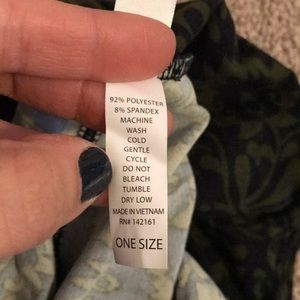 92% POLYESTER
8% SPANDEX
MACHINE
WASH
COLD
GENTLE
CYCLE
DO NOT
BLEACH
TUMBLE
DRY LOW
MADE IN VIETNAM
RN# 142161
ONE SIZE